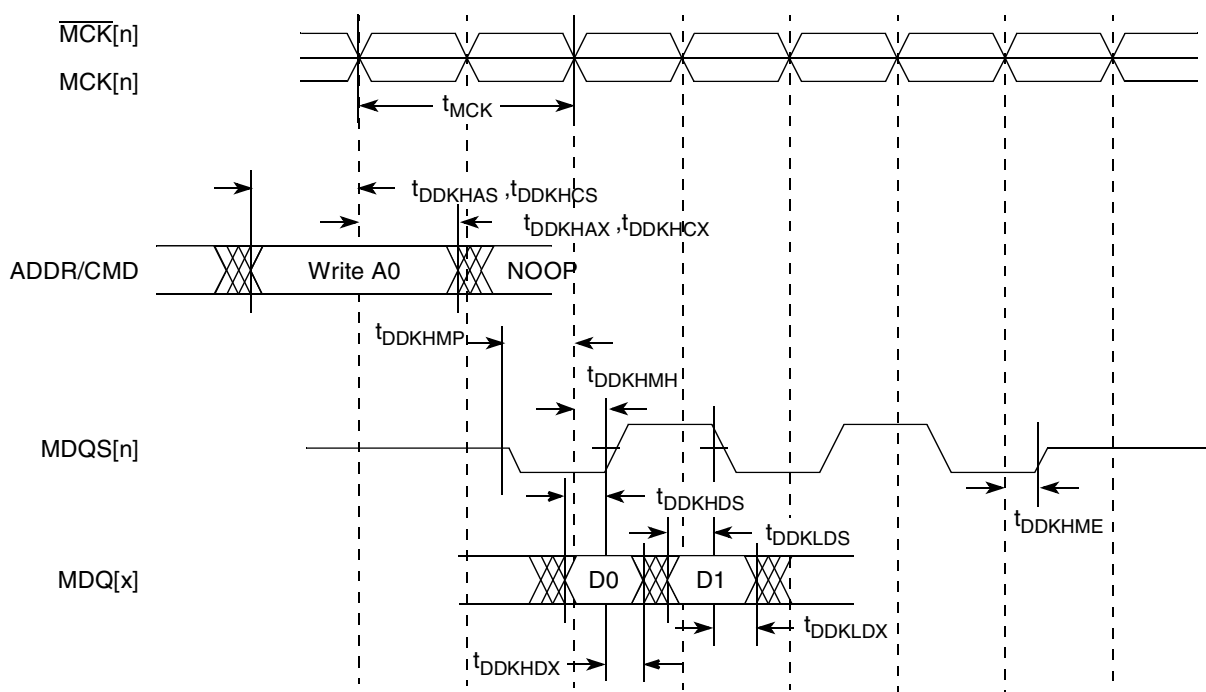 MCK[n]
MCK[n]
tMCK
tDDKHAS ,tDDKHCS
tDDKHAX ,tDDKHCX
ADDR/CMD
Write A0
NOOP
tDDKHMP
tDDKHMH
MDQS[n]
tDDKHDS
tDDKHME
tDDKLDS
MDQ[x]
D0
D1
tDDKLDX
tDDKHDX